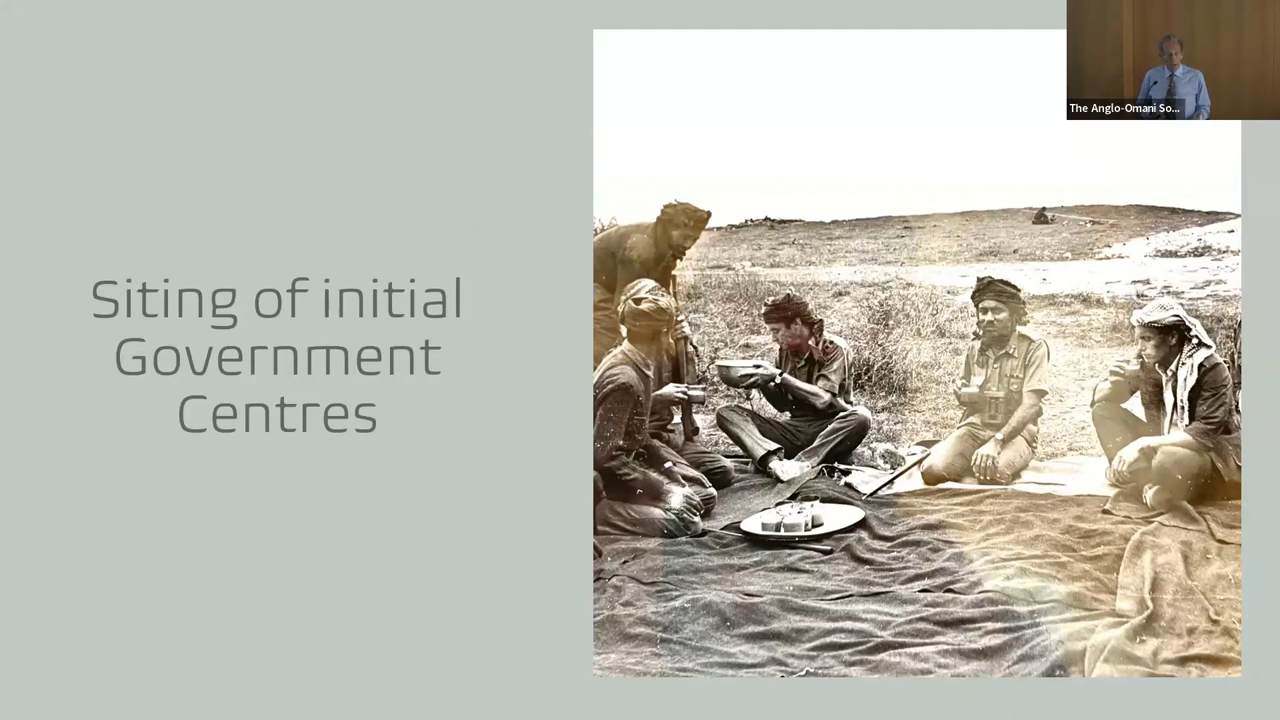 Siting of initial
Government
Centres
The Anglo-Omani So...